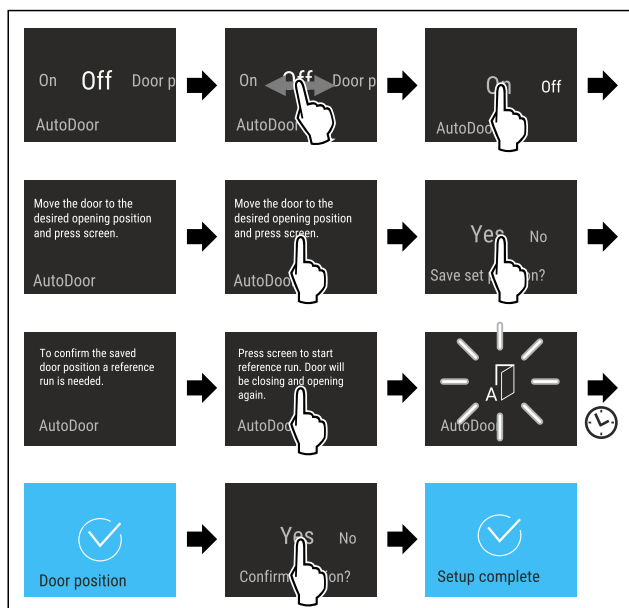 On Off Door p
AutoDoor
On Off Door p
AutoDoor
On Off
AutoDoo
Move the door to the
desired opening position
and press screen.
AutoDoor
Move the door to the
desired opening position
and press screen.
AutoDoo
Yes No
Save set p on?
To confirm the saved
door position a reference
run is needed.
AutoDoor
Press screen to start
reference run. Door will
be closing and opening
again.
AutoDoo
A
AutoDoo
Door position
Yes No
Confirm on?
Setup complete